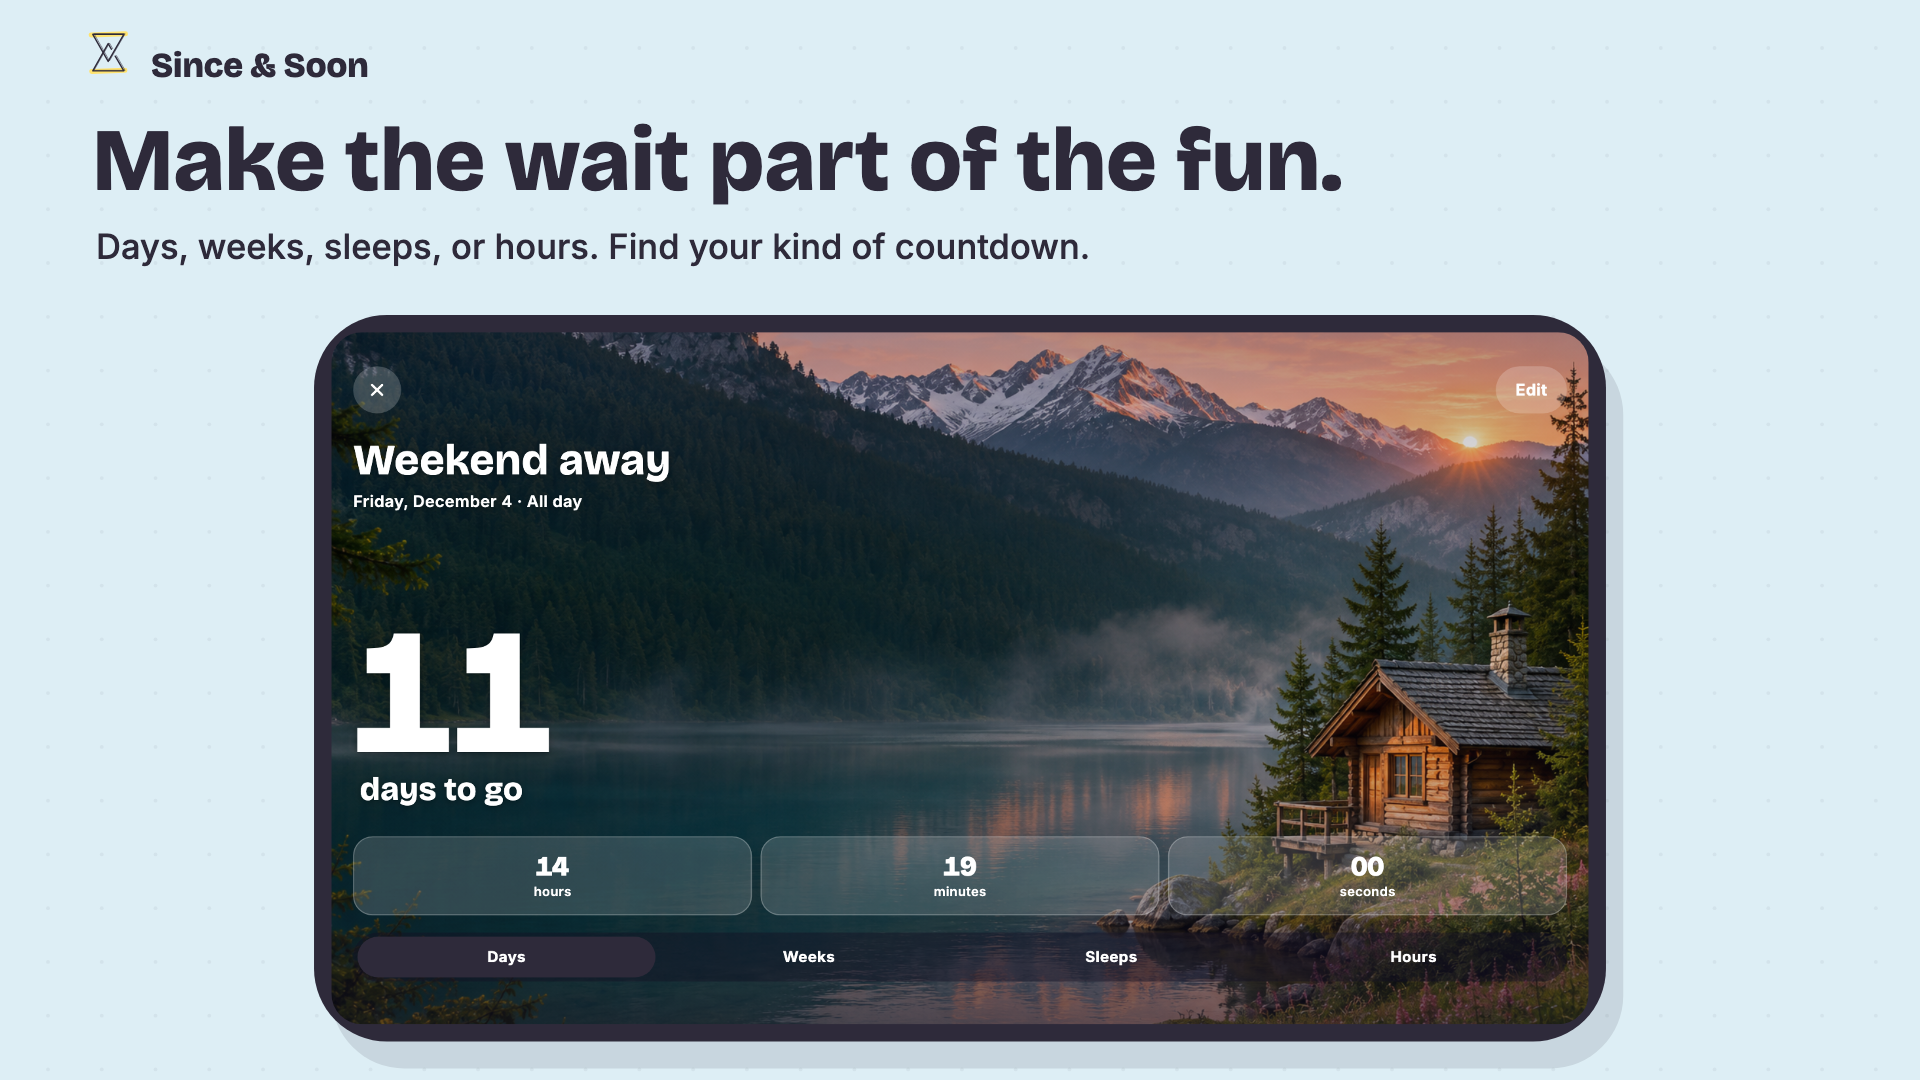 Since & Soon
Make the wait part of the fun.
Days, weeks, sleeps, or hours. Find your kind of countdown.
Edit
Weekend away
Friday, December 4 · All day
11
days to go
14
hours
19
minutes
00
seconds
Days
Weeks
Sleeps
Hours